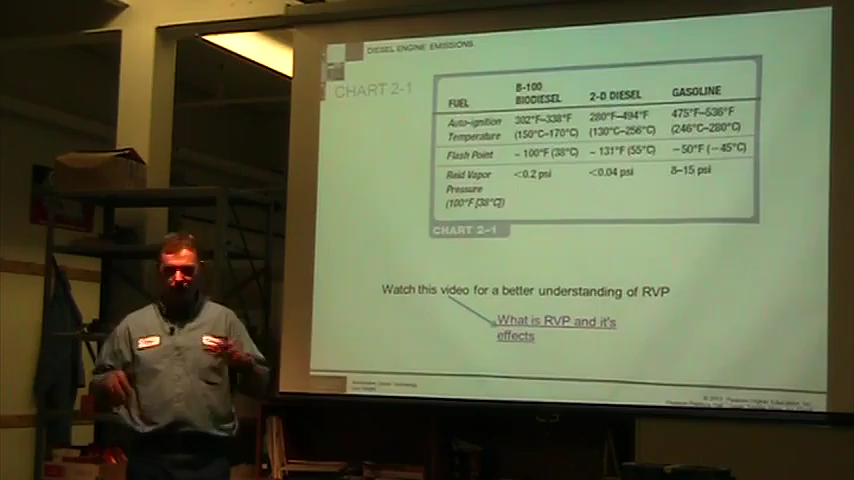 DIESEL ENGINE EMISSIONS
CHART 2-1
FUEL B-100 BIODIESEL 2-D DIESEL GASOLINE
Auto-ignition Temperature 302°F–338°F (150°C–170°C) 280°F–494°F (130°C–256°C) 475°F–536°F (246°C–280°C)
Flash Point – 100°F (38°C) – 131°F (55°C) –50°F (–45°C)
Reid Vapor Pressure (100°F [38°C]) <0.2 psi <0.04 psi 8–15 psi
CHART 2–1
Watch this video for a better understanding of RVP
What is RVP and it's
effects